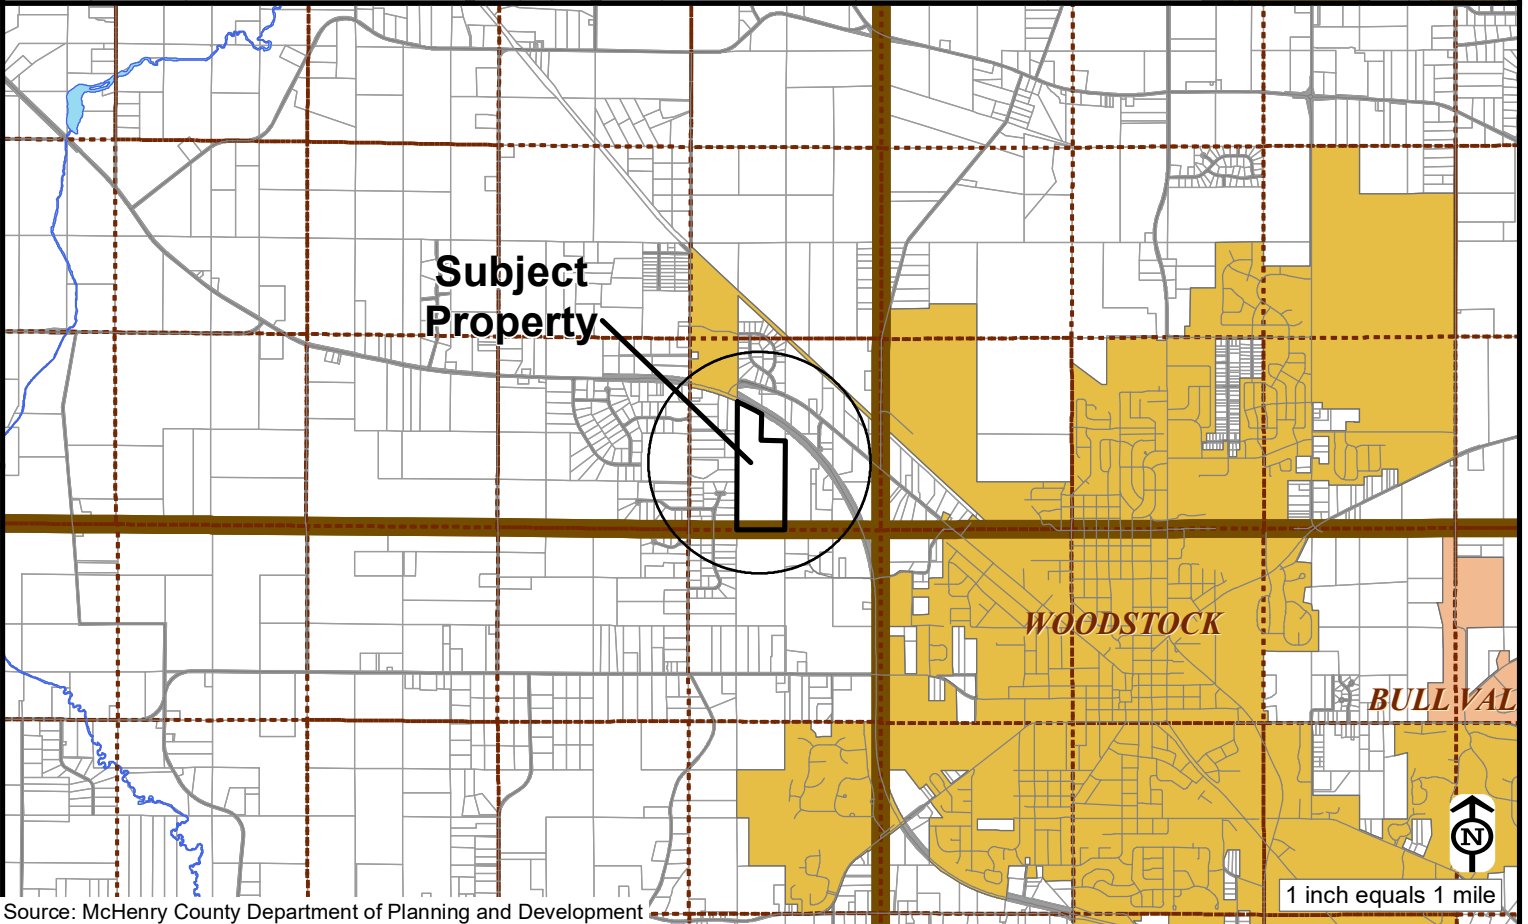 Subject
Property
WOODSTOCK
BULL VAL
N
1 inch equals 1 mile
Source: McHenry County Department of Planning and Development